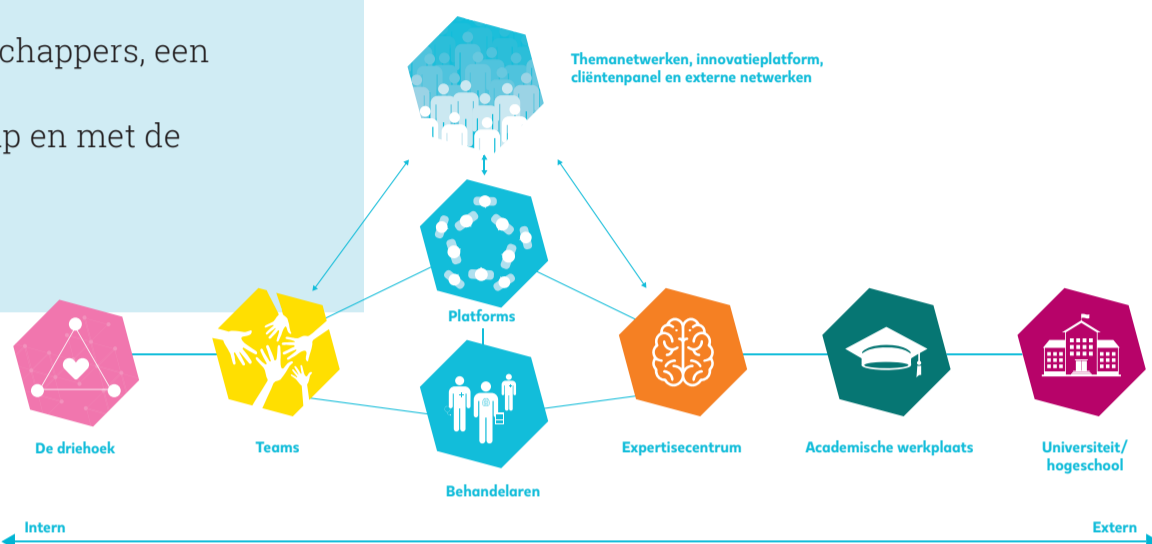 schappers, een
p en met de
Themanetwerken, innovatieplatform,
cliëntenpanel en externe netwerken
Platforms
De driehoek
Teams
Behandelaren
Expertisecentrum
Academische werkplaats
Universiteit/
hogeschool
Intern
Extern